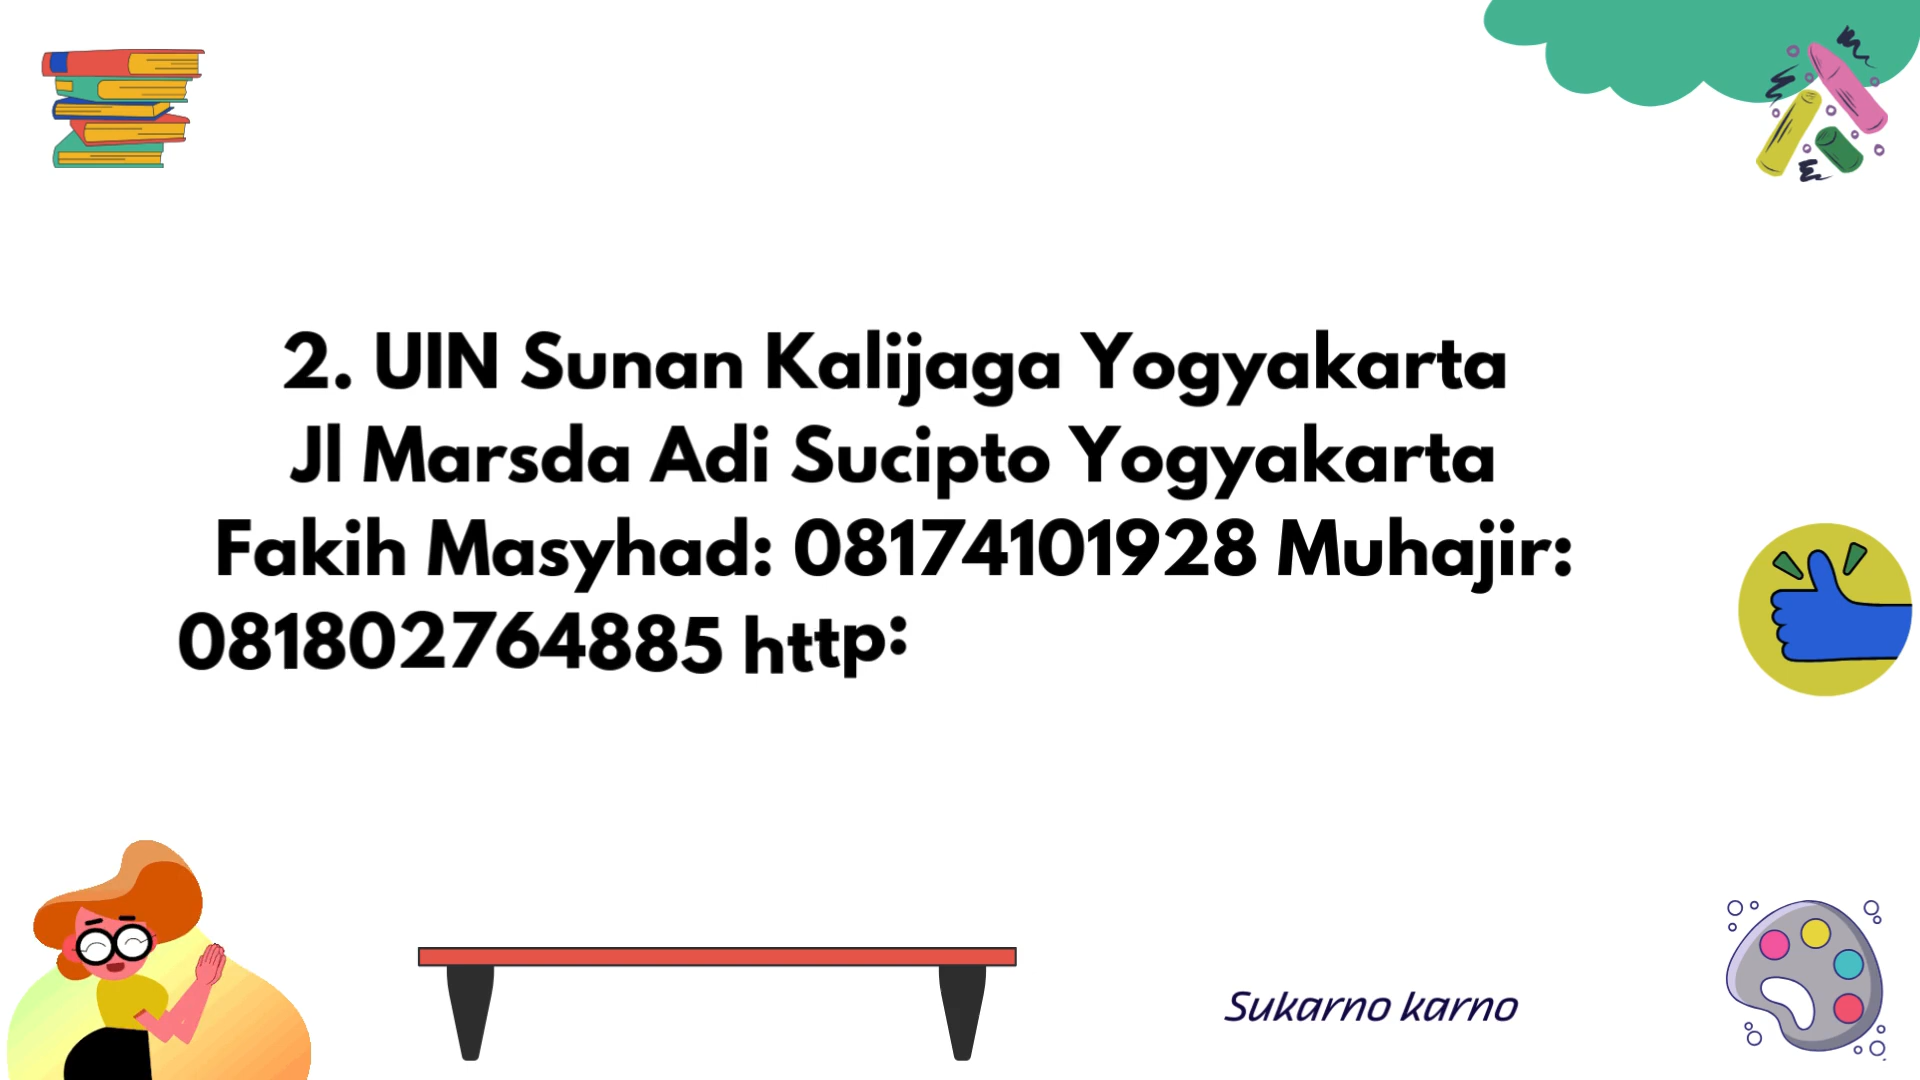 2. UIN Sunan Kalijaga Yogyakarta
Jl Marsda Adi Sucipto Yogyakarta
Fakih Masyhad: 08174101928 Muhajir:
081802764885 http:
Sukarno karno